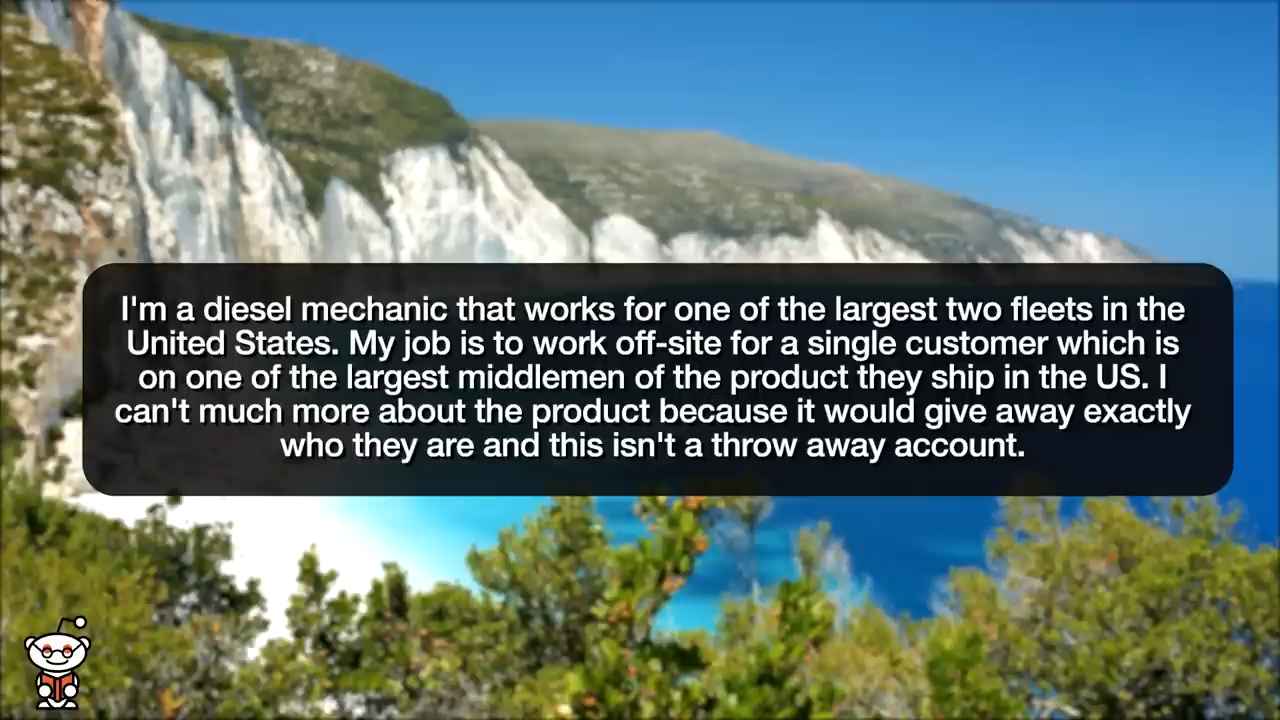 I'm a diesel mechanic that works for one of the largest two fleets in the
United States. My job is to work off-site for a single customer which is
on one of the largest middlemen of the product they ship in the US. I
can't much more about the product because it would give away exactly
who they are and this isn't a throw away account.